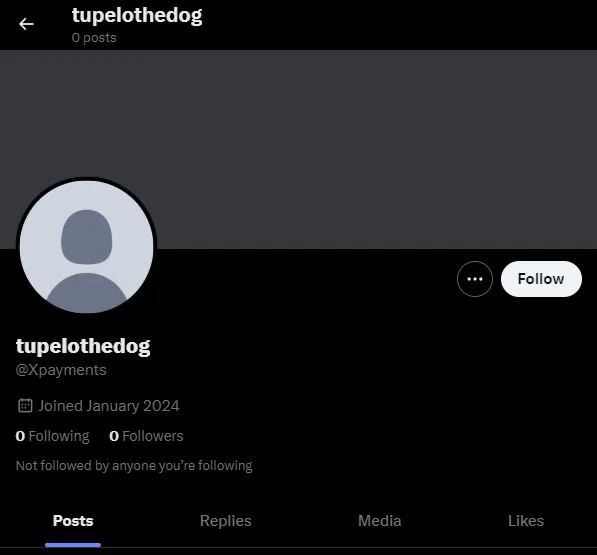 tupelothedog
0 posts
Follow
tupelothedog
@Xpayments
Joined January 2024
0 Following 0 Followers
Not followed by anyone you're following
Posts Replies Media Likes